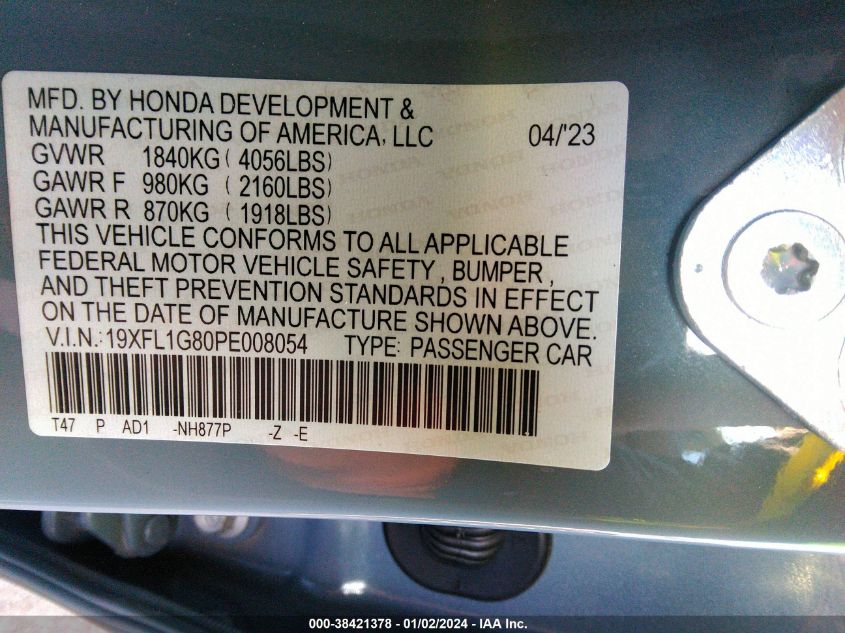 MFD. BY HONDA DEVELOPMENT &
MANUFACTURING OF AMERICA, LLC 04/'23
GVWR 1840KG ( 4056LBS)
GAWR F 980KG ( 2160LBS)
GAWR R 870KG ( 1918LBS)
THIS VEHICLE CONFORMS TO ALL APPLICABLE
FEDERAL MOTOR VEHICLE SAFETY , BUMPER ,
AND THEFT PREVENTION STANDARDS IN EFFECT
ON THE DATE OF MANUFACTURE SHOWN ABOVE.
V.I.N.:19XFL1G80PE008054 TYPE: PASSENGER CAR
T47 P AD1 -NH877P -Z -E
000-38421378 - 01/02/2024 - IAA Inc.